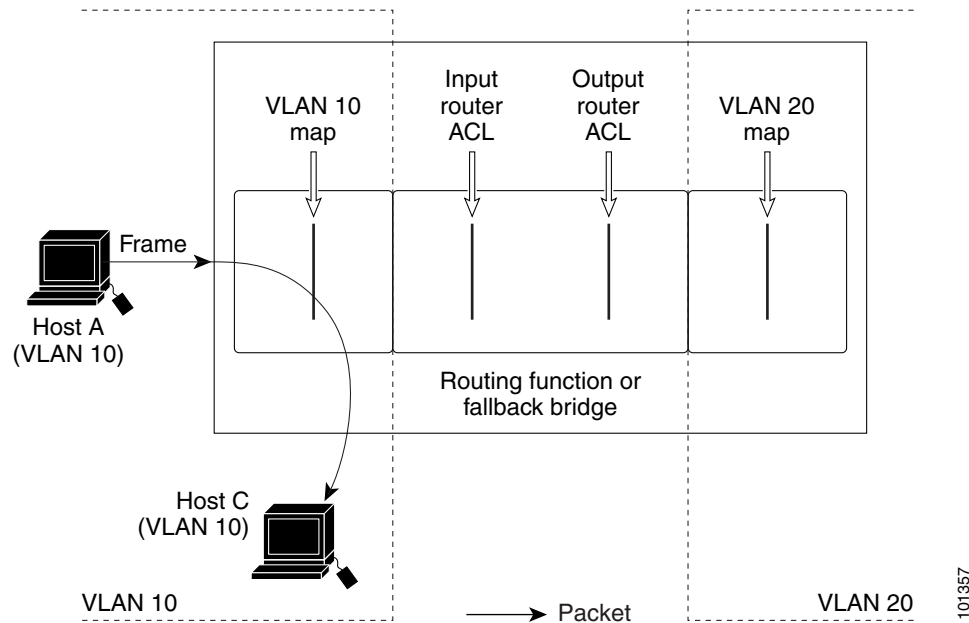 VLAN 10
map
Input
router
ACL
Output
router
ACL
VLAN 20
map
Frame
Host A
(VLAN 10)
Routing function or
fallback bridge
Host C
(VLAN 10)
VLAN 10
Packet
VLAN 20
101357